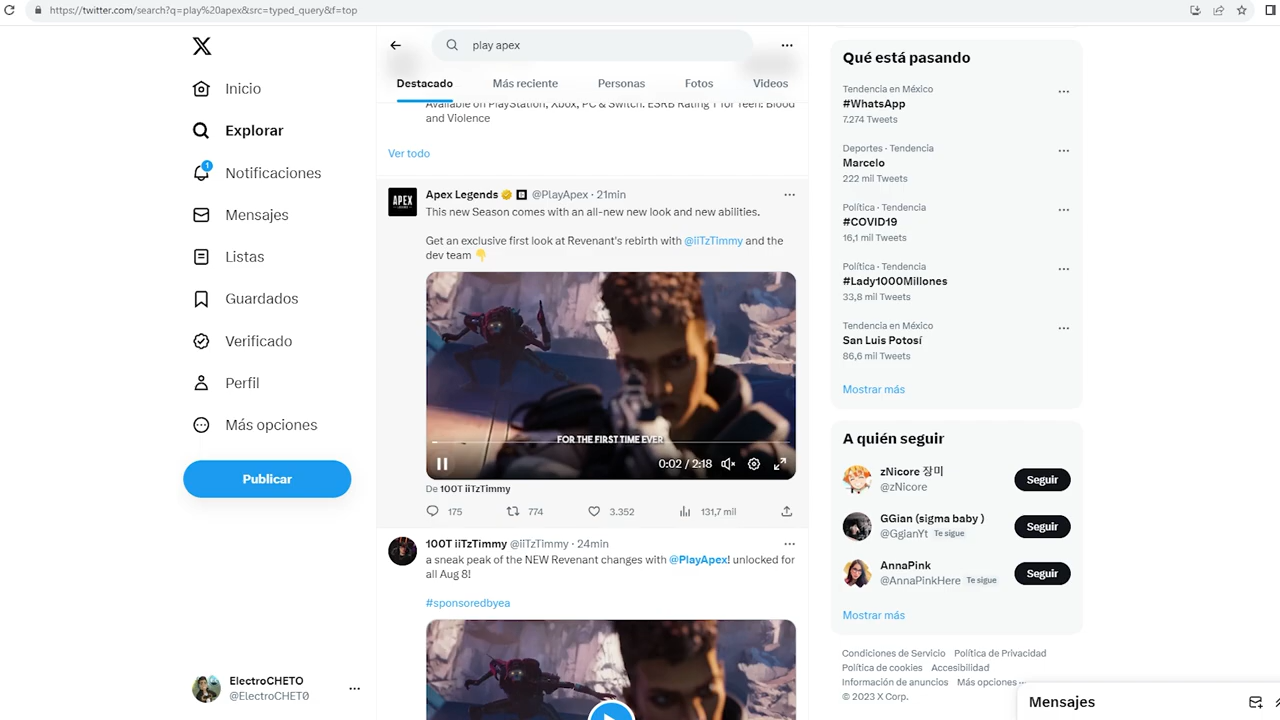 https://twitter.com/search?q=play%20apex&src=typed_query&f=top
Inicio
Explorar
1
Notificaciones
Mensajes
Listas
Guardados
Verificado
Perfil
Más opciones
Publicar
ElectroCHETO
@ElectroCHET0
play apex
Destacado
Más reciente
Personas
Fotos
Videos
Available on PlayStation, Xbox, PC & Switch. ESRB Rating T for Teen: Blood
and Violence
Ver todo
APEX
Apex Legends @PlayApex · 21min
This new Season comes with an all-new new look and new abilities.
Get an exclusive first look at Revenant's rebirth with @iiTzTimmy and the
dev team 👇
FOR THE FIRST TIME EVER
0:02 / 2:18
De 100T iiTzTimmy
175
774
3.352
131,7 mil
100T iiTzTimmy @iiTzTimmy · 24min
a sneak peak of the NEW Revenant changes with @PlayApex! unlocked for
all Aug 8!
#sponsoredbyea
Qué está pasando
Tendencia en México
#WhatsApp
7.274 Tweets
Deportes · Tendencia
Marcelo
222 mil Tweets
Política · Tendencia
#COVID19
16,1 mil Tweets
Política · Tendencia
#Lady1000Millones
33,8 mil Tweets
Tendencia en México
San Luis Potosí
86,6 mil Tweets
Mostrar más
A quién seguir
zNicore 장미
@zNicore
Seguir
GGian (sigma baby )
@GgianYt Te sigue
Seguir
AnnaPink
@AnnaPinkHere Te sigue
Seguir
Mostrar más
Condiciones de Servicio Política de Privacidad
Política de cookies Accesibilidad
Información de anuncios Más opciones ...
© 2023 X Corp.
Mensajes